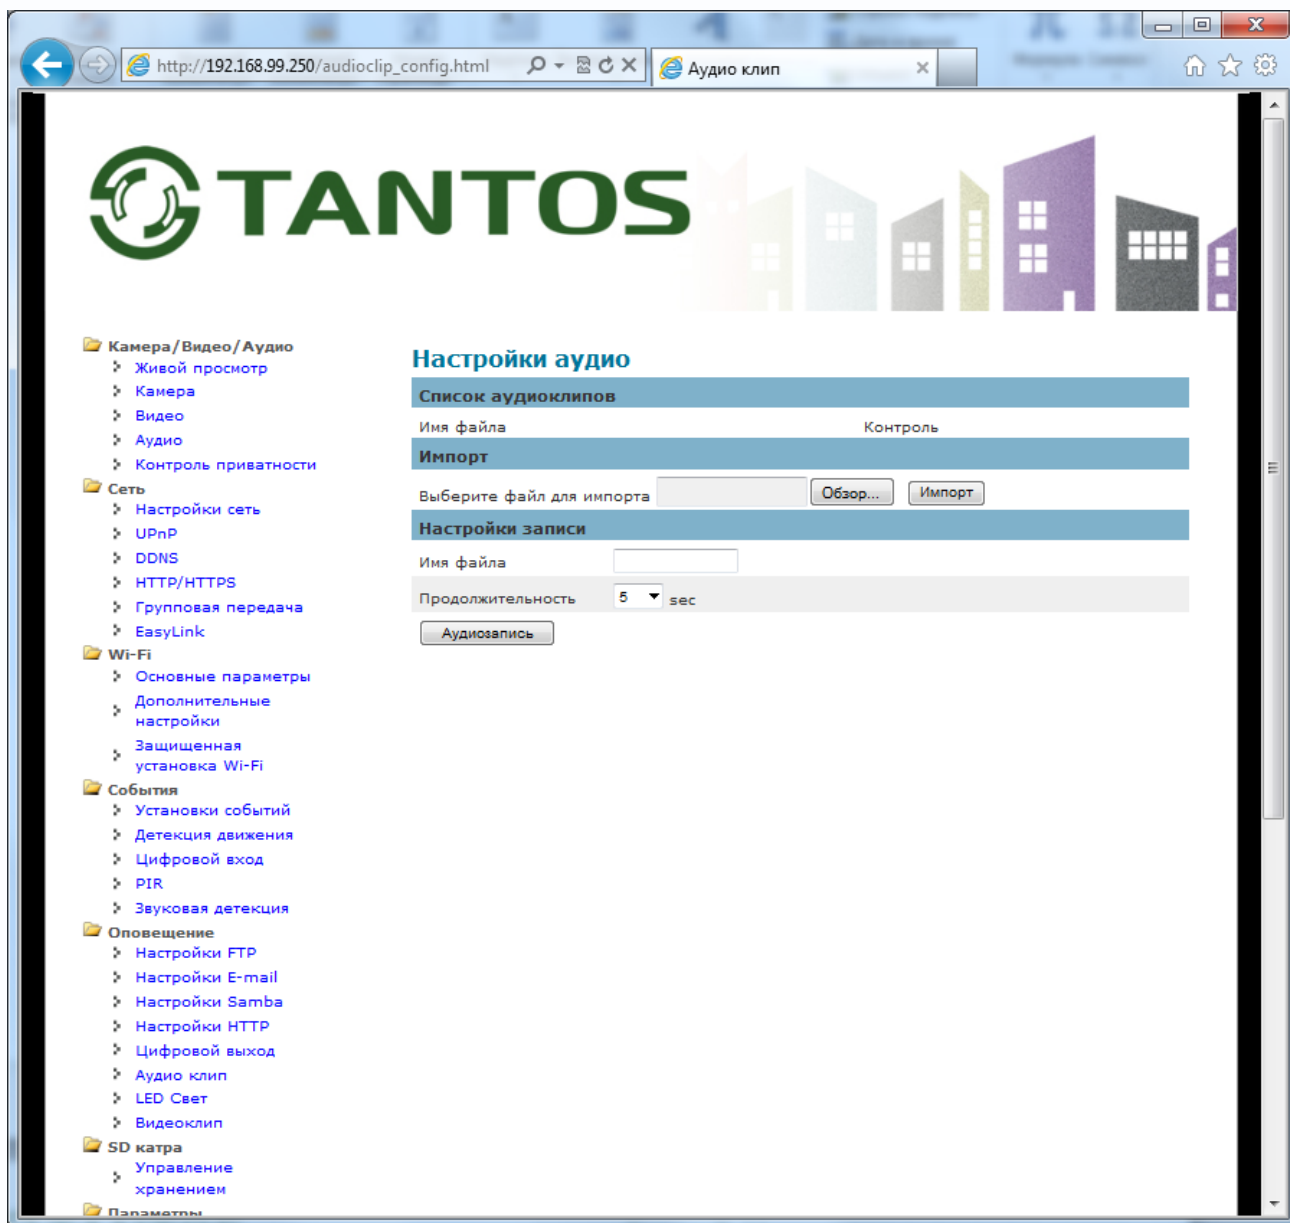 http://192.168.99.250/audioclip_config.html
Аудио клип
TANTOS
Камера/Видео/Аудио
Живой просмотр
Камера
Видео
Аудио
Контроль приватности
Сеть
Настройки сеть
UPnP
DDNS
HTTP/HTTPS
Групповая передача
EasyLink
Wi-Fi
Основные параметры
Дополнительные
настройки
Защищенная
установка Wi-Fi
События
Установки событий
Детекция движения
Цифровой вход
PIR
Звуковая детекция
Оповещение
Настройки FTP
Настройки E-mail
Настройки Samba
Настройки HTTP
Цифровой выход
Аудио клип
LED Свет
Видеоклип
SD катра
Управление
хранением
Параметры
Настройки аудио
Список аудиоклипов
Имя файла Контроль
Импорт
Выберите файл для импорта Обзор... Импорт
Настройки записи
Имя файла
Продолжительность 5 sec
Аудиозапись